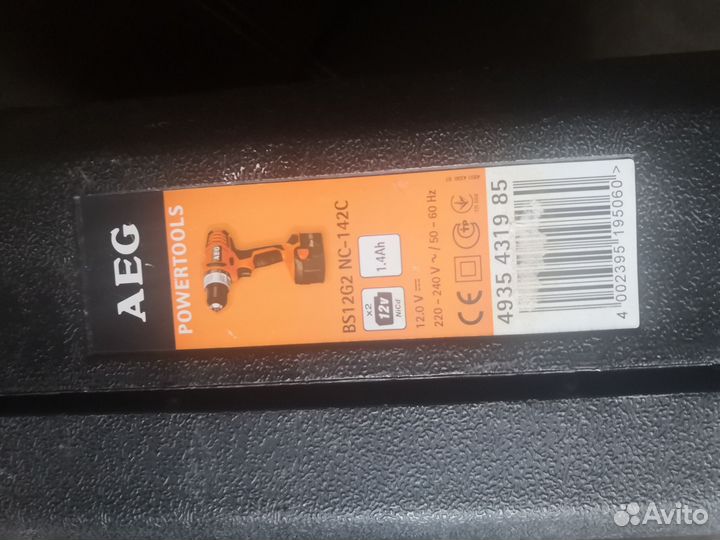 AEG
POWERTOOLS
AEG
BS12G2 NC-142C
x2
12V
NiCd
1.4Ah
12.0 V
220 - 240 V ~ / 50 - 60 Hz
CE
4935 4319 85
4 002395 195060 >
Avito